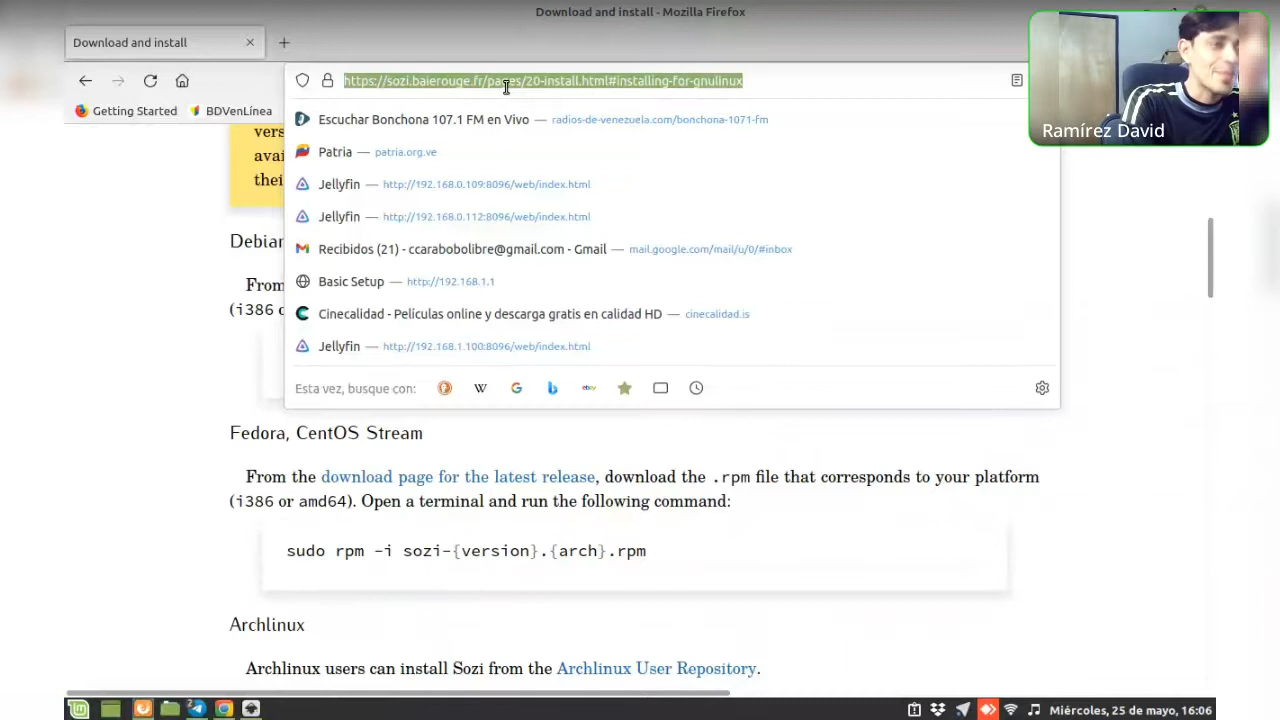 Download and install - Mozilla Firefox
Download and install
https://sozi.baierouge.fr/pages/20-install.html#installing-for-gnulinux
Getting Started BDVenLínea
Ramírez David
Escuchar Bonchona 107.1 FM en Vivo — radios-de-venezuela.com/bonchona-1071-fm
Patria — patria.org.ve
Jellyfin — http://192.168.0.109:8096/web/index.html
Jellyfin — http://192.168.0.112:8096/web/index.html
Recibidos (21) - ccarabobolibre@gmail.com - Gmail — mail.google.com/mail/u/0/#inbox
Basic Setup — http://192.168.1.1
Cinecalidad - Películas online y descarga gratis en calidad HD — cinecalidad.is
Jellyfin — http://192.168.1.100:8096/web/index.html
Esta vez, busque con:
vers
avai
thei
Debian
From
(i386 o
Fedora, CentOS Stream
From the download page for the latest release, download the .rpm file that corresponds to your platform
(i386 or amd64). Open a terminal and run the following command:
sudo rpm -i sozi-{version}.{arch}.rpm
Archlinux
Archlinux users can install Sozi from the Archlinux User Repository.
Miércoles, 25 de mayo, 16:06